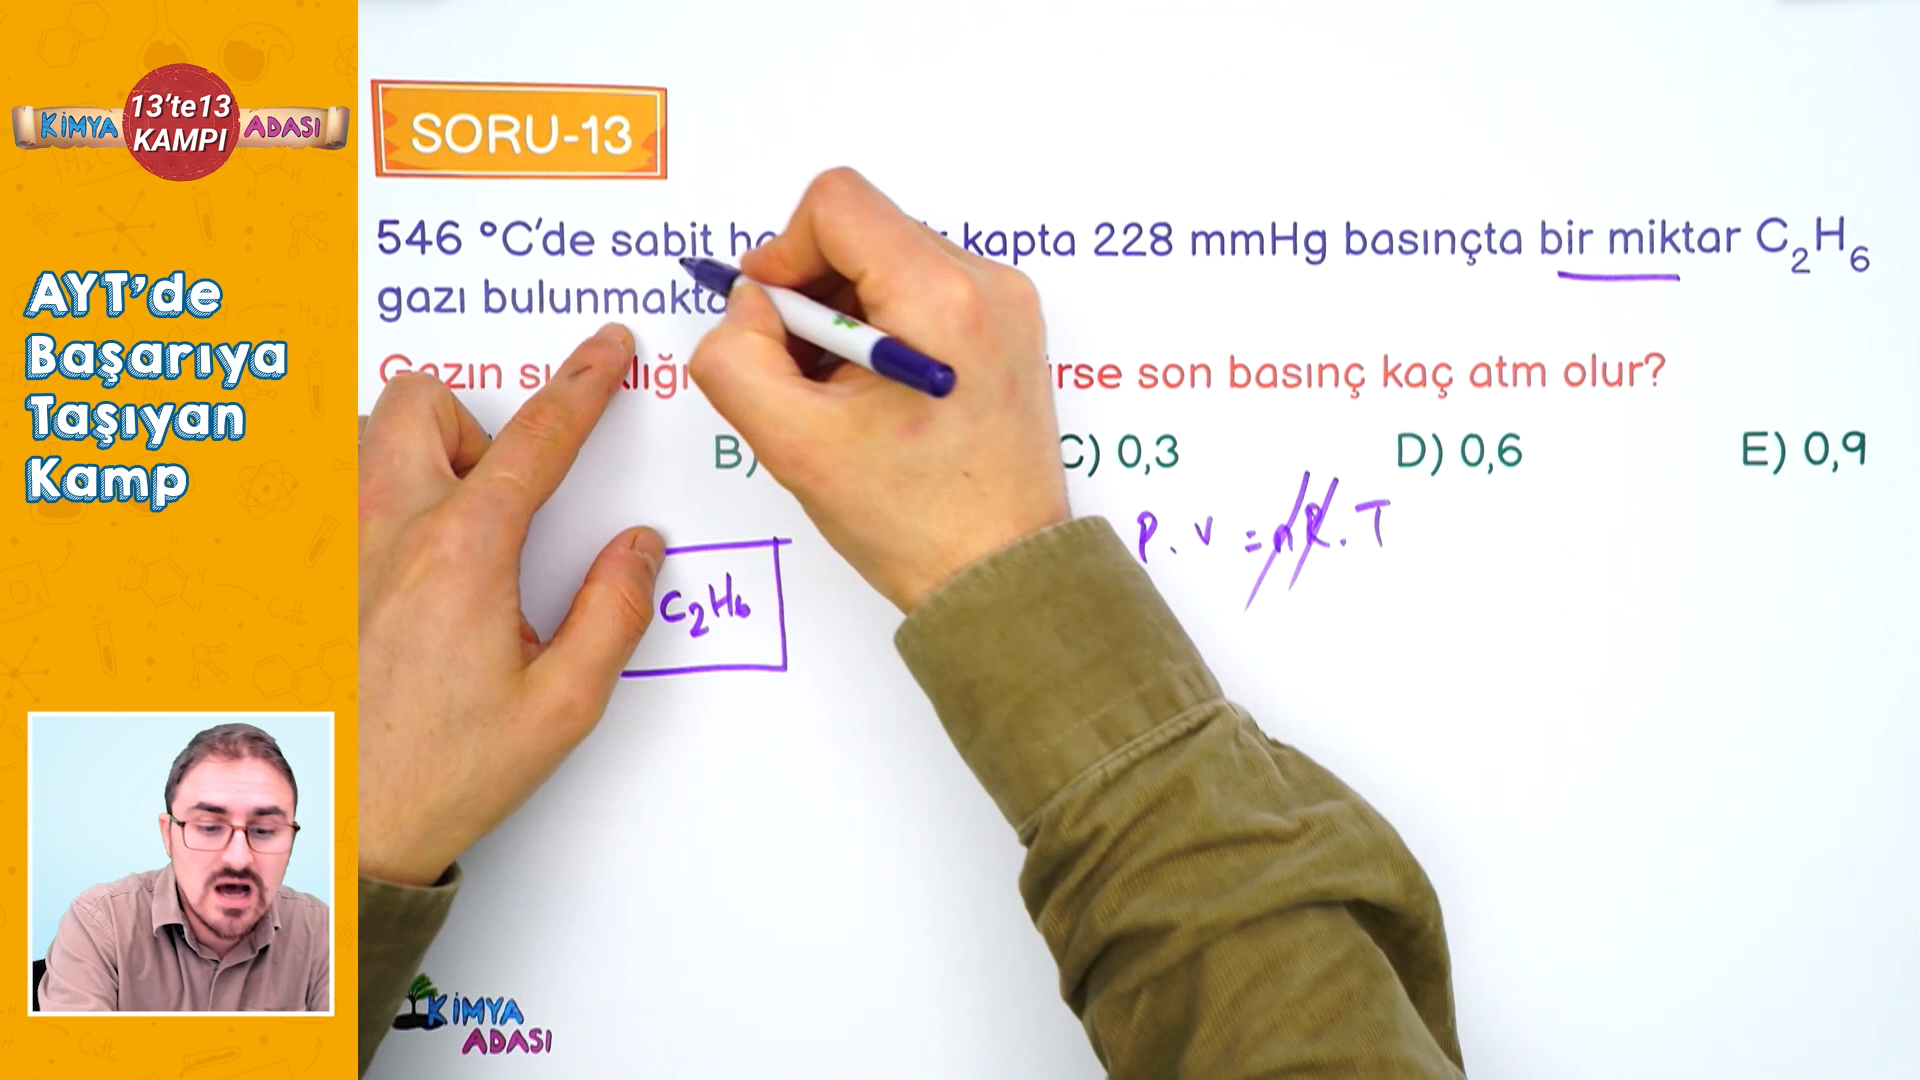 KİMYA 13'te13 ADASI
KAMPI
AYT'de
Başarıya
Taşıyan
Kamp
SORU-13
546 °C'de sabit kapta 228 mmHg basınçta bir miktar C₂H₆
gazı bulunmakta
Gazın son basınç kaç atm olur?
B) C) 0,3 D) 0,6 E) 0,9
P.V = nR.T
C₂H₆
KİMYA
ADASI